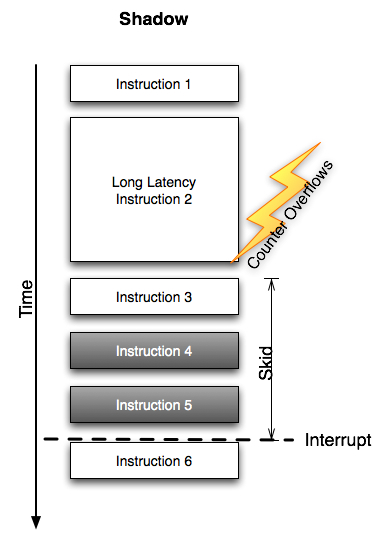 Shadow
Instruction 1
Long Latency
Instruction 2
Counter Overflows
Time
Instruction 3
Instruction 4
Skid
Instruction 5
Interrupt
Instruction 6